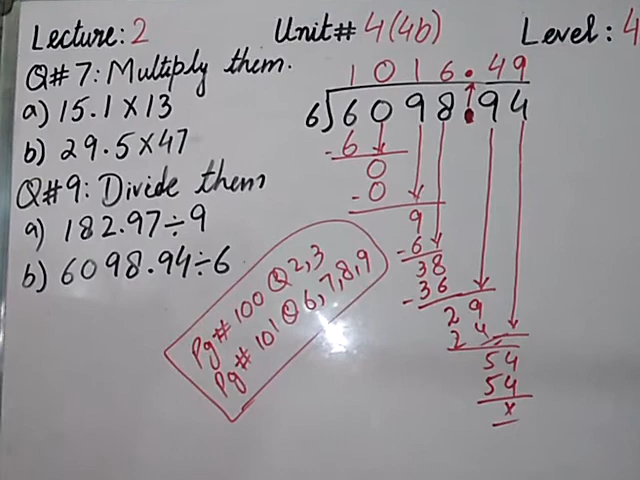 Lecture: 2 Unit# 4(4b) Level: 4
Q#7: Multiply them.
a) 15.1 x 13
b) 29.5 x 47
Q#9: Divide them
a) 182.97 ÷ 9
b) 6098.94 ÷ 6
1016.49
6)6098.94
-6
0
-0
9
-6
38
-36
29
24
54
54
x
Pg# 100 Q 2,3
Pg# 101 Q 6,7,8,9